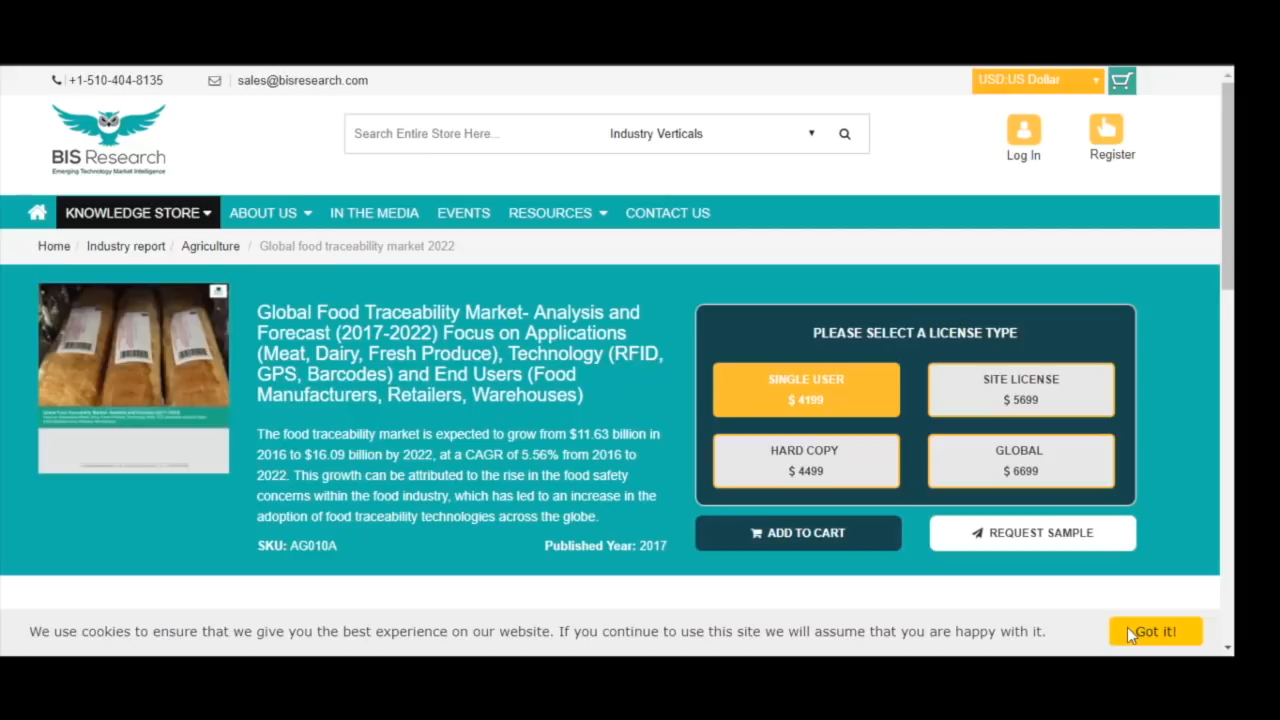 +1-510-404-8135
sales@bisresearch.com
USD:US Dollar
BIS Research
Emerging Technology Market Intelligence
Search Entire Store Here...
Industry Verticals
Log In
Register
KNOWLEDGE STORE
ABOUT US
IN THE MEDIA
EVENTS
RESOURCES
CONTACT US
Home / Industry report / Agriculture / Global food traceability market 2022
Global Food Traceability Market- Analysis and
Forecast (2017-2022) Focus on Applications
(Meat, Dairy, Fresh Produce), Technology (RFID,
GPS, Barcodes) and End Users (Food
Manufacturers, Retailers, Warehouses)
The food traceability market is expected to grow from $11.63 billion in
2016 to $16.09 billion by 2022, at a CAGR of 5.56% from 2016 to
2022. This growth can be attributed to the rise in the food safety
concerns within the food industry, which has led to an increase in the
adoption of food traceability technologies across the globe.
SKU: AG010A
Published Year: 2017
PLEASE SELECT A LICENSE TYPE
SINGLE USER
$ 4199
SITE LICENSE
$ 5699
HARD COPY
$ 4499
GLOBAL
$ 6699
ADD TO CART
REQUEST SAMPLE
We use cookies to ensure that we give you the best experience on our website. If you continue to use this site we will assume that you are happy with it.
Got it!